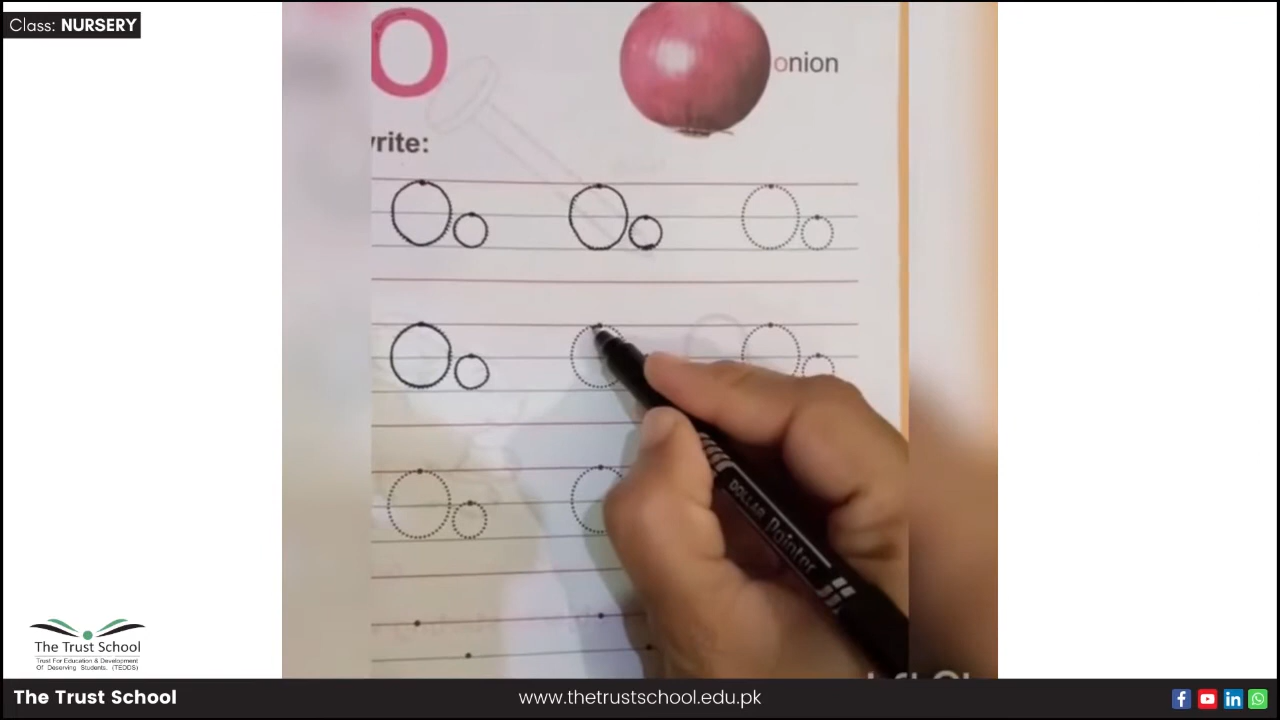 Class: NURSERY
O
onion
write:
O o O o O o
O o O o
O o
DOLLAR Pointer
The Trust School
Trust For Education & Development
Of Deserving Students. (TEDDS)
The Trust School
www.thetrustschool.edu.pk